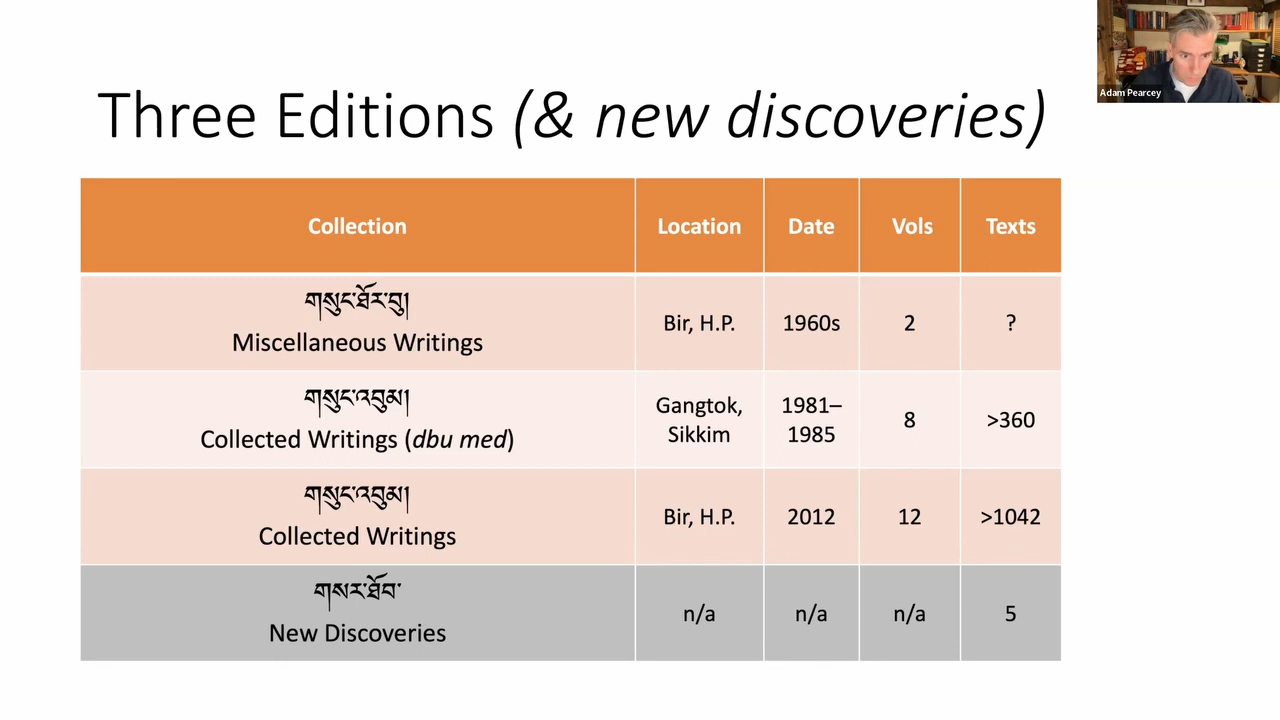 Adam Pearcey
Three Editions (& new discoveries)
Collection Location Date Vols Texts
གསུང་ཐོར་བུ།
Miscellaneous Writings
Bir, H.P. 1960s 2 ?
གསུང་འབུམ།
Collected Writings (dbu med)
Gangtok,
Sikkim
1981–
1985
8 >360
གསུང་འབུམ།
Collected Writings
Bir, H.P. 2012 12 >1042
གསར་ཐོབ་
New Discoveries
n/a n/a n/a 5